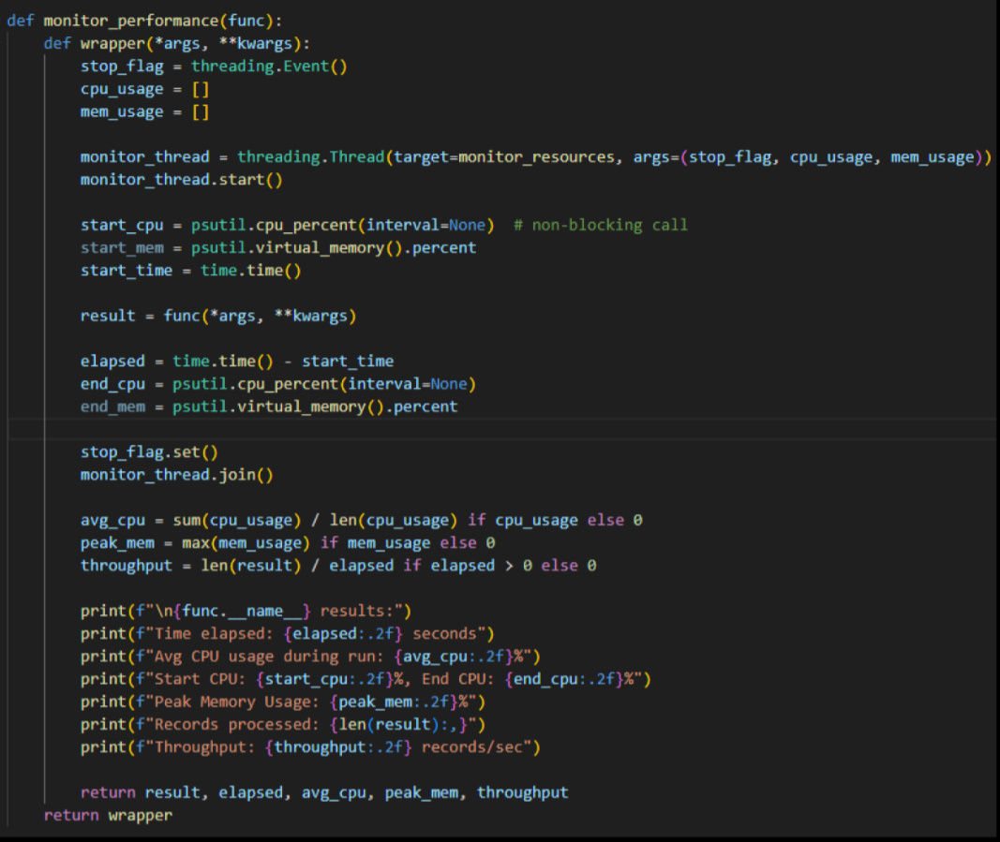 def monitor_performance(func):
    def wrapper(*args, **kwargs):
        stop_flag = threading.Event()
        cpu_usage = []
        mem_usage = []

        monitor_thread = threading.Thread(target=monitor_resources, args=(stop_flag, cpu_usage, mem_usage))
        monitor_thread.start()

        start_cpu = psutil.cpu_percent(interval=None)  # non-blocking call
        start_mem = psutil.virtual_memory().percent
        start_time = time.time()

        result = func(*args, **kwargs)

        elapsed = time.time() - start_time
        end_cpu = psutil.cpu_percent(interval=None)
        end_mem = psutil.virtual_memory().percent

        stop_flag.set()
        monitor_thread.join()

        avg_cpu = sum(cpu_usage) / len(cpu_usage) if cpu_usage else 0
        peak_mem = max(mem_usage) if mem_usage else 0
        throughput = len(result) / elapsed if elapsed > 0 else 0

        print(f"\n{func.__name__} results:")
        print(f"Time elapsed: {elapsed:.2f} seconds")
        print(f"Avg CPU usage during run: {avg_cpu:.2f}%")
        print(f"Start CPU: {start_cpu:.2f}%, End CPU: {end_cpu:.2f}%")
        print(f"Peak Memory Usage: {peak_mem:.2f}%")
        print(f"Records processed: {len(result):,}")
        print(f"Throughput: {throughput:.2f} records/sec")

        return result, elapsed, avg_cpu, peak_mem, throughput
    return wrapper